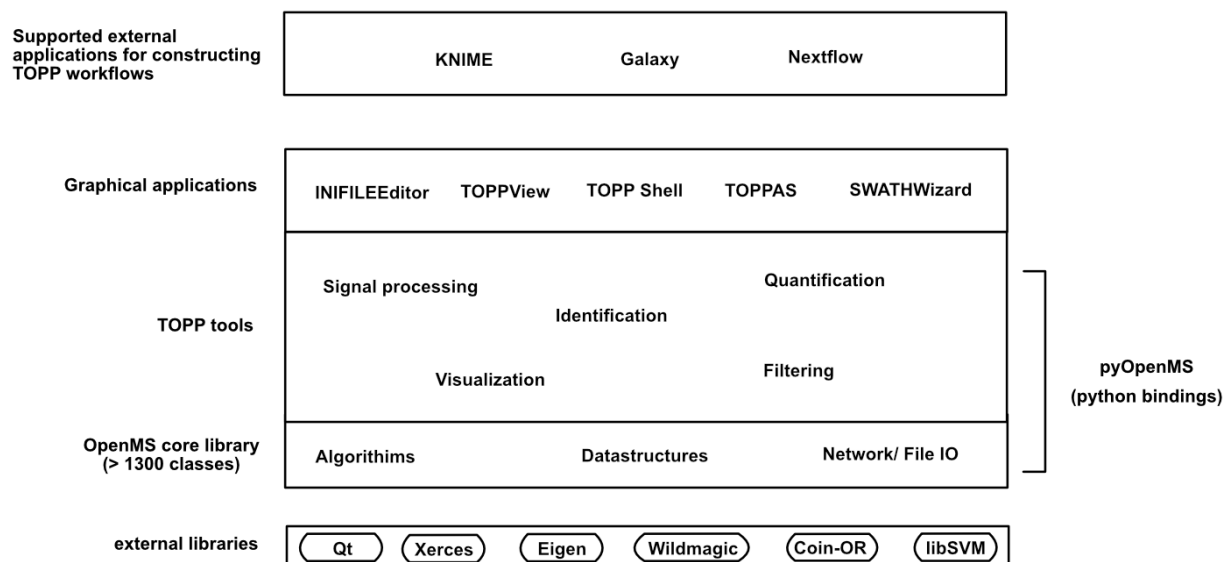 Supported external
applications for constructing
TOPP workflows
KNIME Galaxy Nextflow
Graphical applications
INIFILEEditor TOPPView TOPP Shell TOPPAS SWATHWizard
TOPP tools
Signal processing
Quantification
Identification
Visualization
Filtering
pyOpenMS
(python bindings)
OpenMS core library
(> 1300 classes)
Algorithims Datastructures Network/ File IO
external libraries
Qt Xerces Eigen Wildmagic Coin-OR libSVM